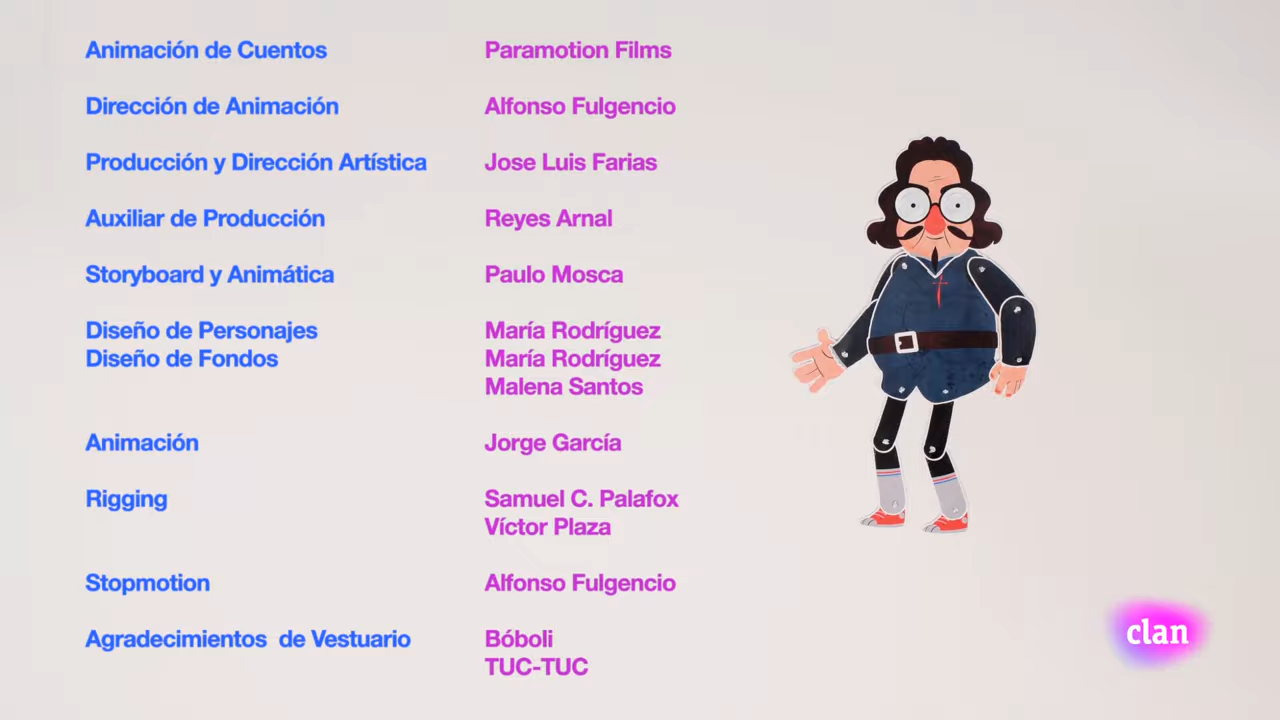 Animación de Cuentos Paramotion Films
Dirección de Animación Alfonso Fulgencio
Producción y Dirección Artística Jose Luis Farias
Auxiliar de Producción Reyes Arnal
Storyboard y Animática Paulo Mosca
Diseño de Personajes María Rodríguez
Diseño de Fondos María Rodríguez
Malena Santos
Animación Jorge García
Rigging Samuel C. Palafox
Víctor Plaza
Stopmotion Alfonso Fulgencio
Agradecimientos de Vestuario Bóboli
TUC-TUC
clan